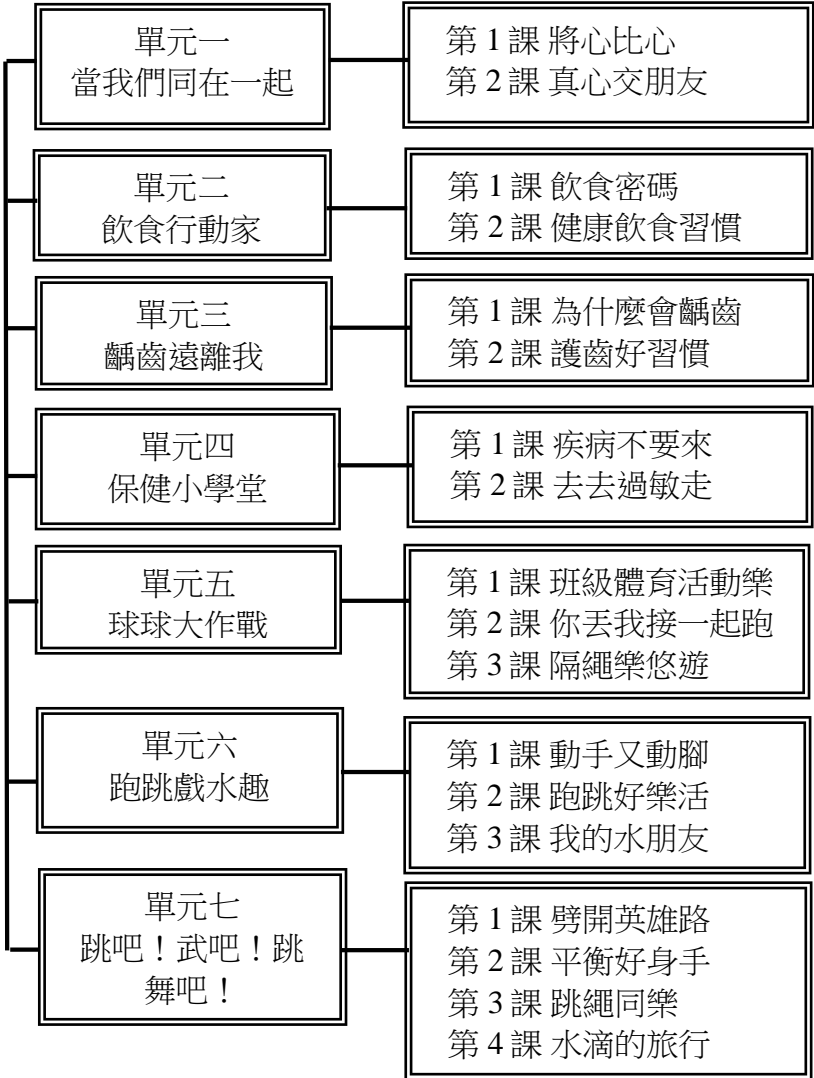 單元一
當我們同在一起
第 1 課 將心比心
第 2 課 真心交朋友
單元二
飲食行動家
第 1 課 飲食密碼
第 2 課 健康飲食習慣
單元三
齲齒遠離我
第 1 課 為什麼會齲齒
第 2 課 護齒好習慣
單元四
保健小學堂
第 1 課 疾病不要來
第 2 課 去去過敏走
單元五
球球大作戰
第 1 課 班級體育活動樂
第 2 課 你丟我接一起跑
第 3 課 隔繩樂悠遊
單元六
跑跳戲水趣
第 1 課 動手又動腳
第 2 課 跑跳好樂活
第 3 課 我的水朋友
單元七
跳吧！武吧！跳
舞吧！
第 1 課 劈開英雄路
第 2 課 平衡好身手
第 3 課 跳繩同樂
第 4 課 水滴的旅行